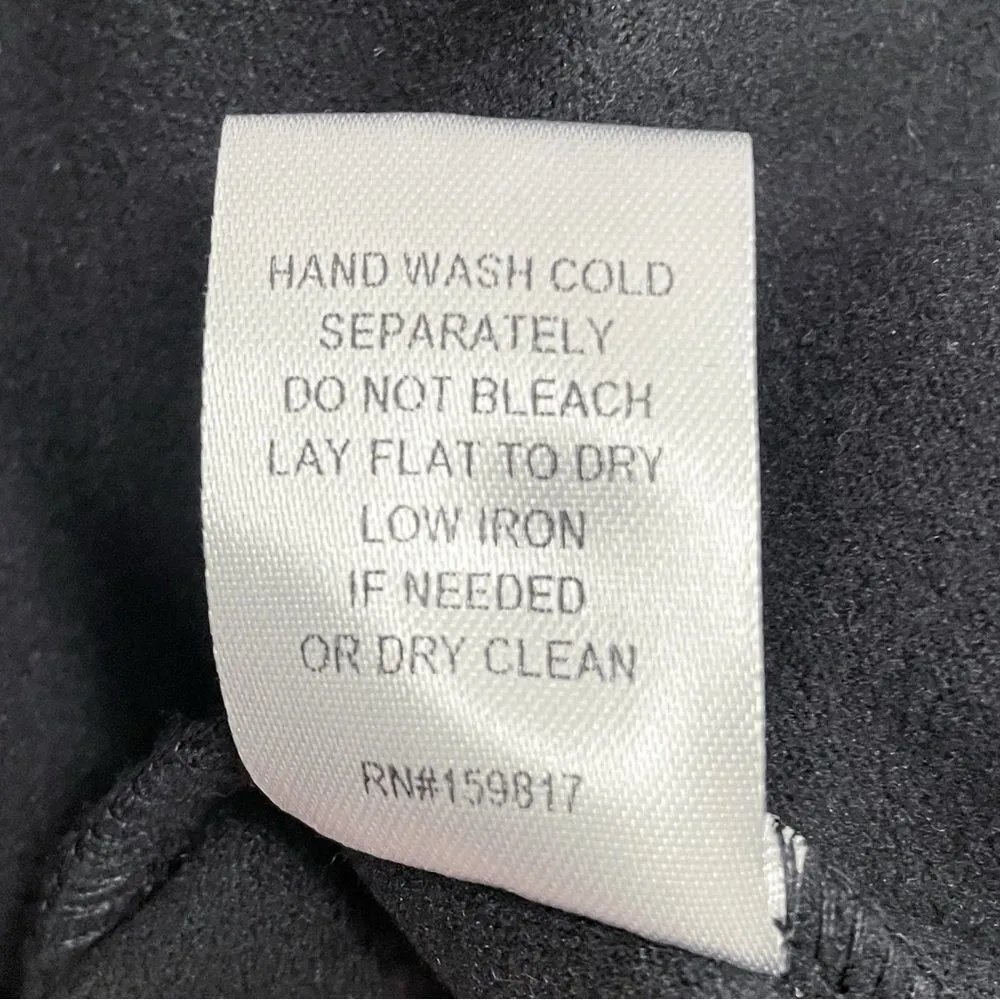 HAND WASH COLD
SEPARATELY
DO NOT BLEACH
LAY FLAT TO DRY
LOW IRON
IF NEEDED
OR DRY CLEAN
RN#159817